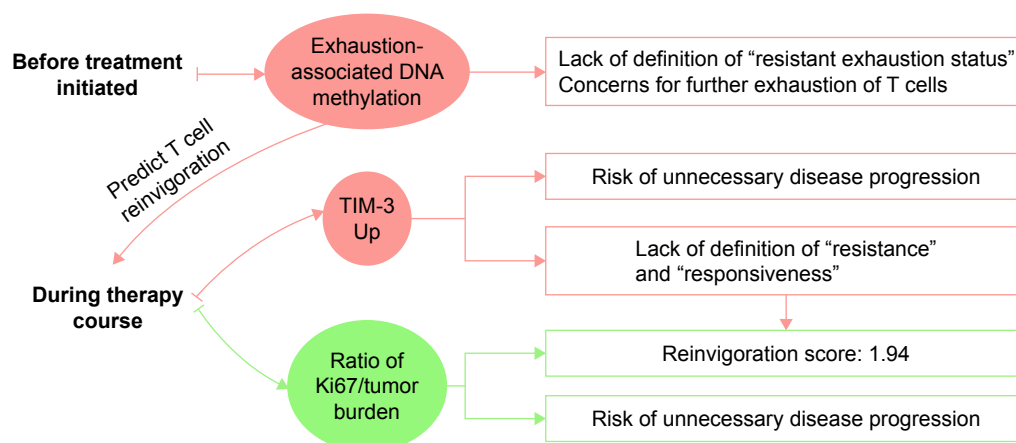 Before treatment
initiated
Exhaustion-
associated DNA
methylation
Lack of definition of “resistant exhaustion status”
Concerns for further exhaustion of T cells
Predict T cell
reinvigoration
TIM-3
Up
Risk of unnecessary disease progression
Lack of definition of “resistance”
and “responsiveness”
During therapy
course
Ratio of
Ki67/tumor
burden
Reinvigoration score: 1.94
Risk of unnecessary disease progression